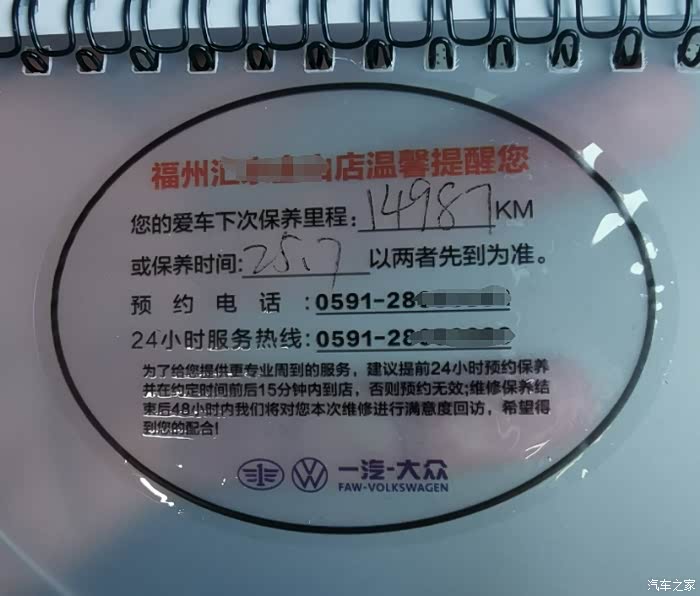 福州汇店温馨提醒您
您的爱车下次保养里程:14987KM
或保养时间:25.7以两者先到为准。
预约电话:0591-28
24小时服务热线:0591-28
为了给您提供更专业周到的服务，建议提前24小时预约保养
并在约定时间前后15分钟内到店，否则预约无效;维修保养结
束后48小时内我们将对您本次维修进行满意度回访，希望得
到您的配合!
一汽-大众
FAW-VOLKSWAGEN
汽车之家